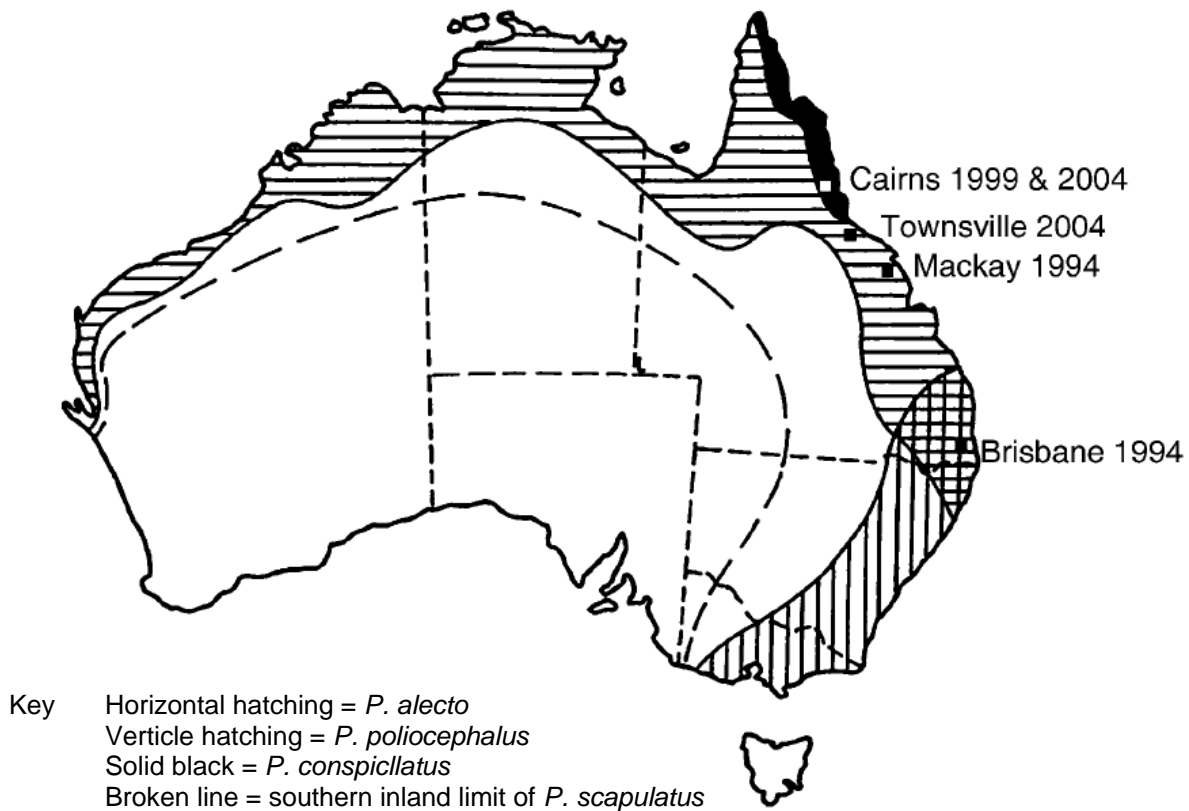 Cairns 1999 & 2004
Townsville 2004
Mackay 1994
Brisbane 1994
Key Horizontal hatching = P. alecto
Verticle hatching = P. poliocephalus
Solid black = P. conspicllatus
Broken line = southern inland limit of P. scapulatus